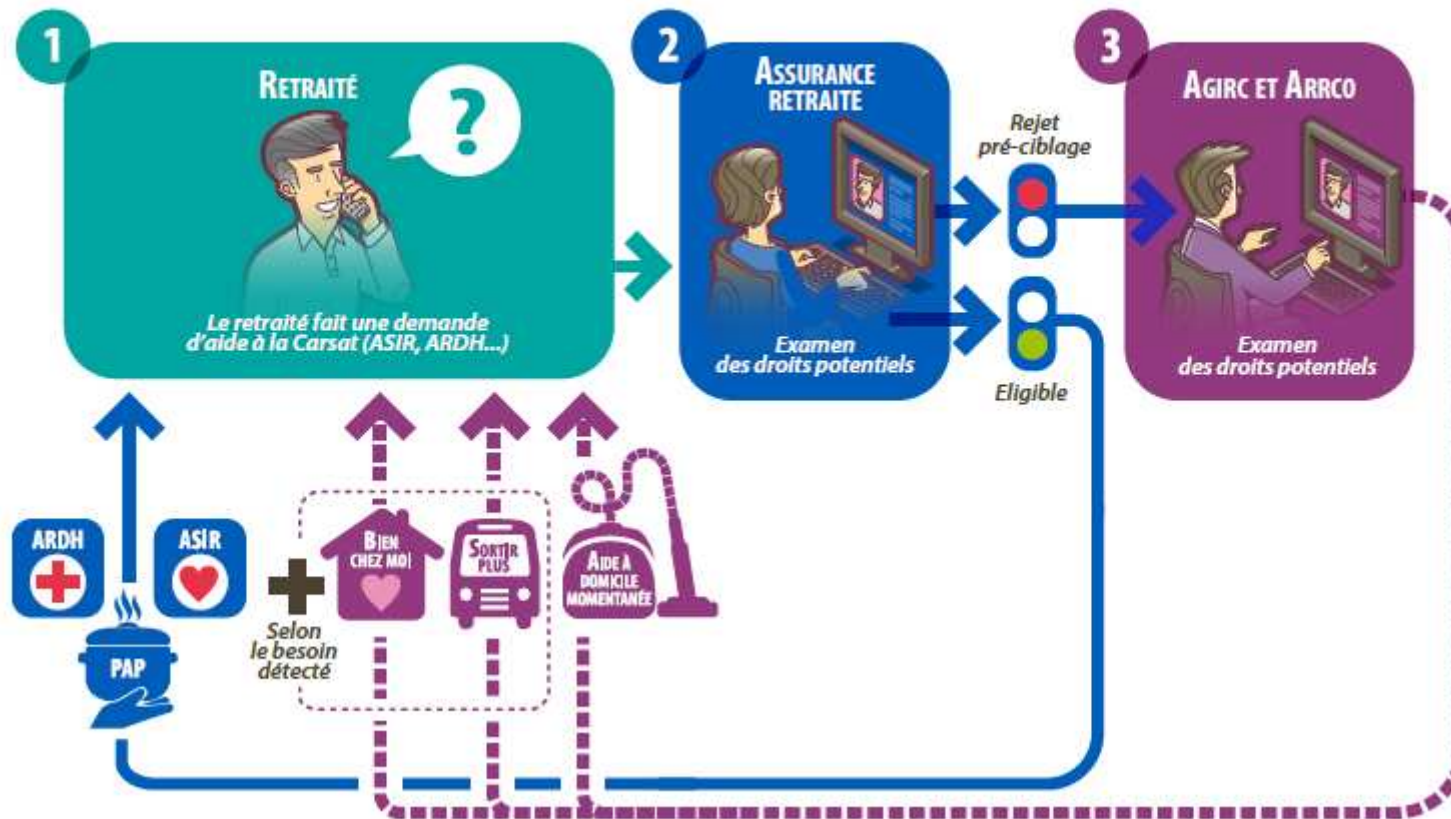 1
RETRAITÉ
?
Le retraité fait une demande
d'aide à la Carsat (ASIR, ARDH...)
2
ASSURANCE
RETRAITE
Examen
des droits potentiels
Rejet
pré-ciblage
Eligible
3
AGIRC ET ARRCO
Examen
des droits potentiels
ARDH
ASIR
PAP
Selon
le besoin
détecté
BIEN
CHEZ MOI
SORTIR
PLUS
AIDE À
DOMICILE
MOMENTANÉE